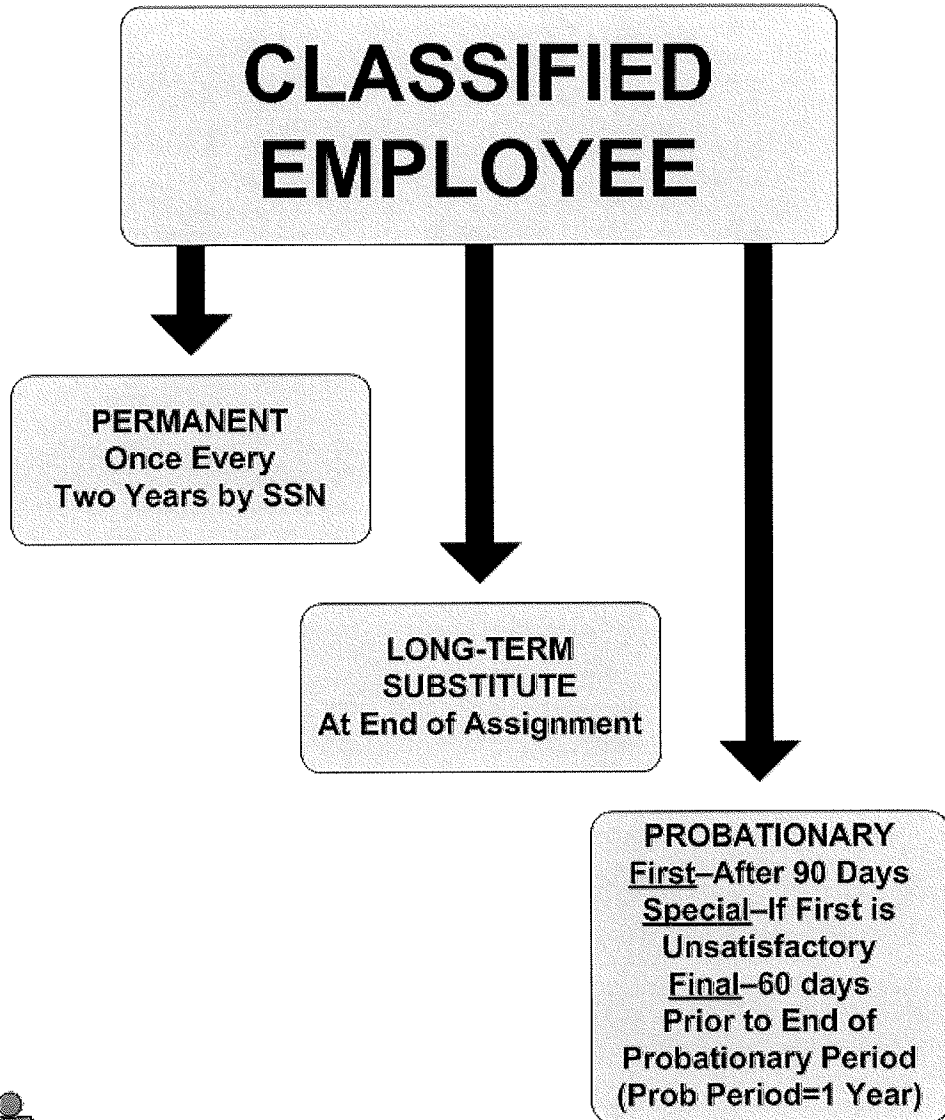 CLASSIFIED
EMPLOYEE
PERMANENT
Once Every
Two Years by SSN
LONG-TERM
SUBSTITUTE
At End of Assignment
PROBATIONARY
First–After 90 Days
Special–If First is
Unsatisfactory
Final–60 days
Prior to End of
Probationary Period
(Prob Period=1 Year)